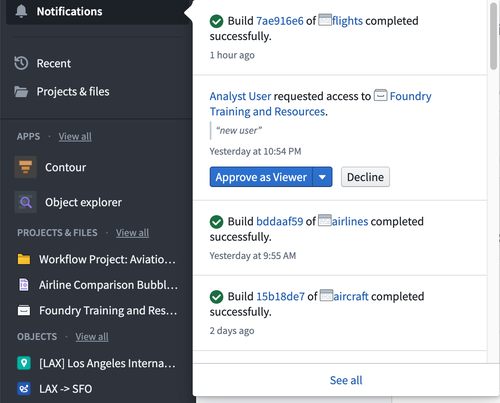 Notifications
Recent
Projects & files
APPS · View all
Contour
Object explorer
PROJECTS & FILES · View all
Workflow Project: Aviatio...
Airline Comparison Bubbl...
Foundry Training and Res...
OBJECTS · View all
[LAX] Los Angeles Interna...
LAX -> SFO
Build 7ae916e6 of flights completed
successfully.
1 hour ago
Analyst User requested access to Foundry
Training and Resources.
"new user"
Yesterday at 10:54 PM
Approve as Viewer
Decline
Build bddaaf59 of airlines completed
successfully.
Yesterday at 9:55 AM
Build 15b18de7 of aircraft completed
successfully.
2 days ago
See all